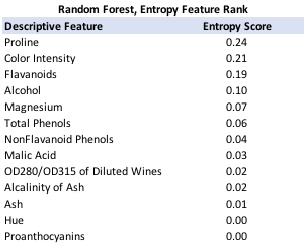 Random Forest, Entropy Feature Rank
Descriptive Feature Entropy Score
Proline 0.24
Color Intensity 0.21
Flavanoids 0.19
Alcohol 0.10
Magnesium 0.07
Total Phenols 0.06
NonFlavanoid Phenols 0.04
Malic Acid 0.03
OD280/OD315 of Diluted Wines 0.02
Alcalinity of Ash 0.02
Ash 0.01
Hue 0.00
Proanthocyanins 0.00